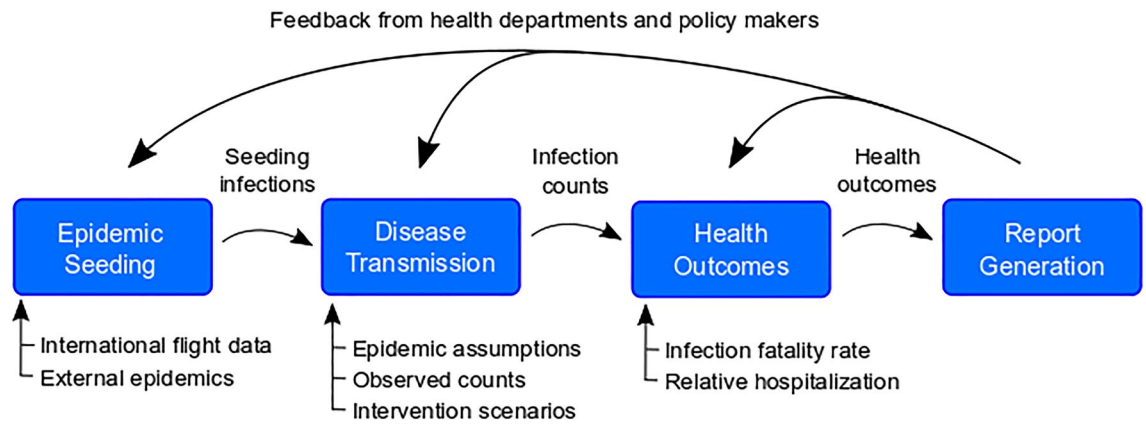 Feedback from health departments and policy makers
Seeding
infections
Infection
counts
Health
outcomes
Epidemic
Seeding
Disease
Transmission
Health
Outcomes
Report
Generation
International flight data
External epidemics
Epidemic assumptions
Observed counts
Intervention scenarios
Infection fatality rate
Relative hospitalization